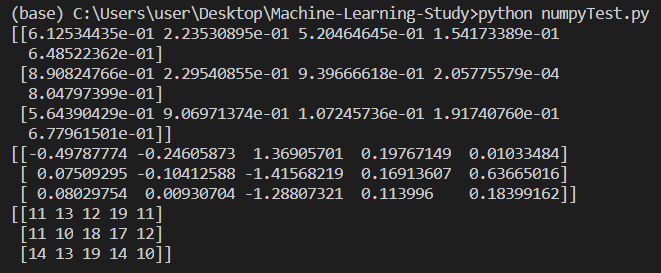 (base) C:\Users\user\Desktop\Machine-Learning-Study>python numpyTest.py
[[6.12534435e-01 2.23530895e-01 5.20464645e-01 1.54173389e-01
  6.48522362e-01]
 [8.90824766e-01 2.29540855e-01 9.39666618e-01 2.05775579e-04
  8.04797399e-01]
 [5.64390429e-01 9.06971374e-01 1.07245736e-01 1.91740760e-01
  6.77961501e-01]]
[[-0.49787774 -0.24605873  1.36905701  0.19767149  0.01033484]
 [ 0.07509295 -0.10412588 -1.41568219  0.16913607  0.63665016]
 [ 0.08029754  0.00930704 -1.28807321  0.113996    0.18399162]]
[[11 13 12 19 11]
 [11 10 18 17 12]
 [14 13 19 14 10]]